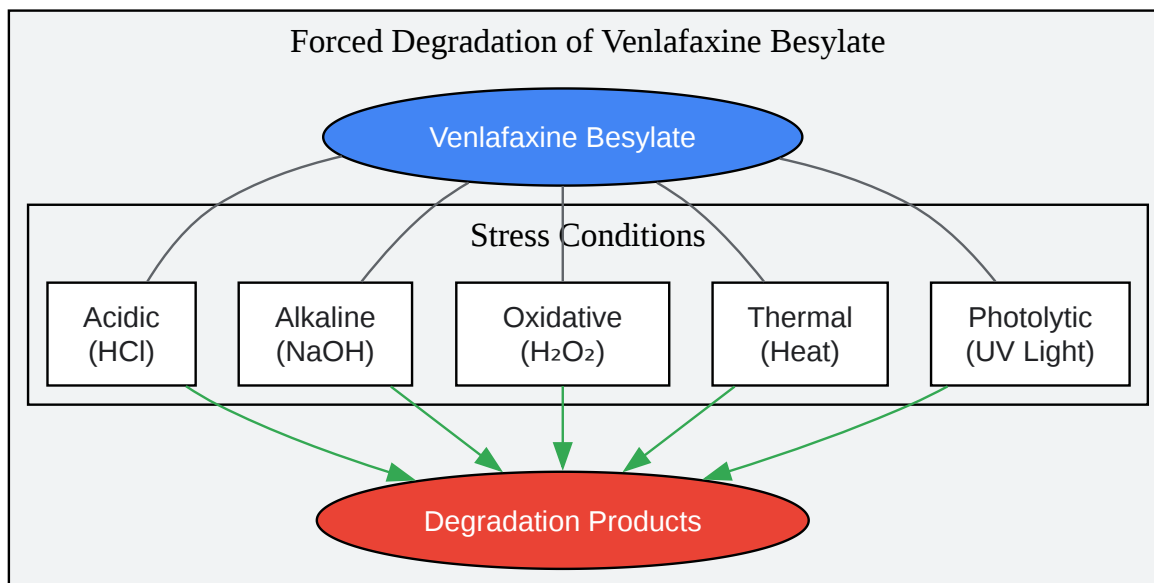 Forced Degradation of Venlafaxine Besylate
Venlafaxine Besylate
Stress Conditions
Acidic
(HCl)
Alkaline
(NaOH)
Oxidative
(H₂O₂)
Thermal
(Heat)
Photolytic
(UV Light)
Degradation Products